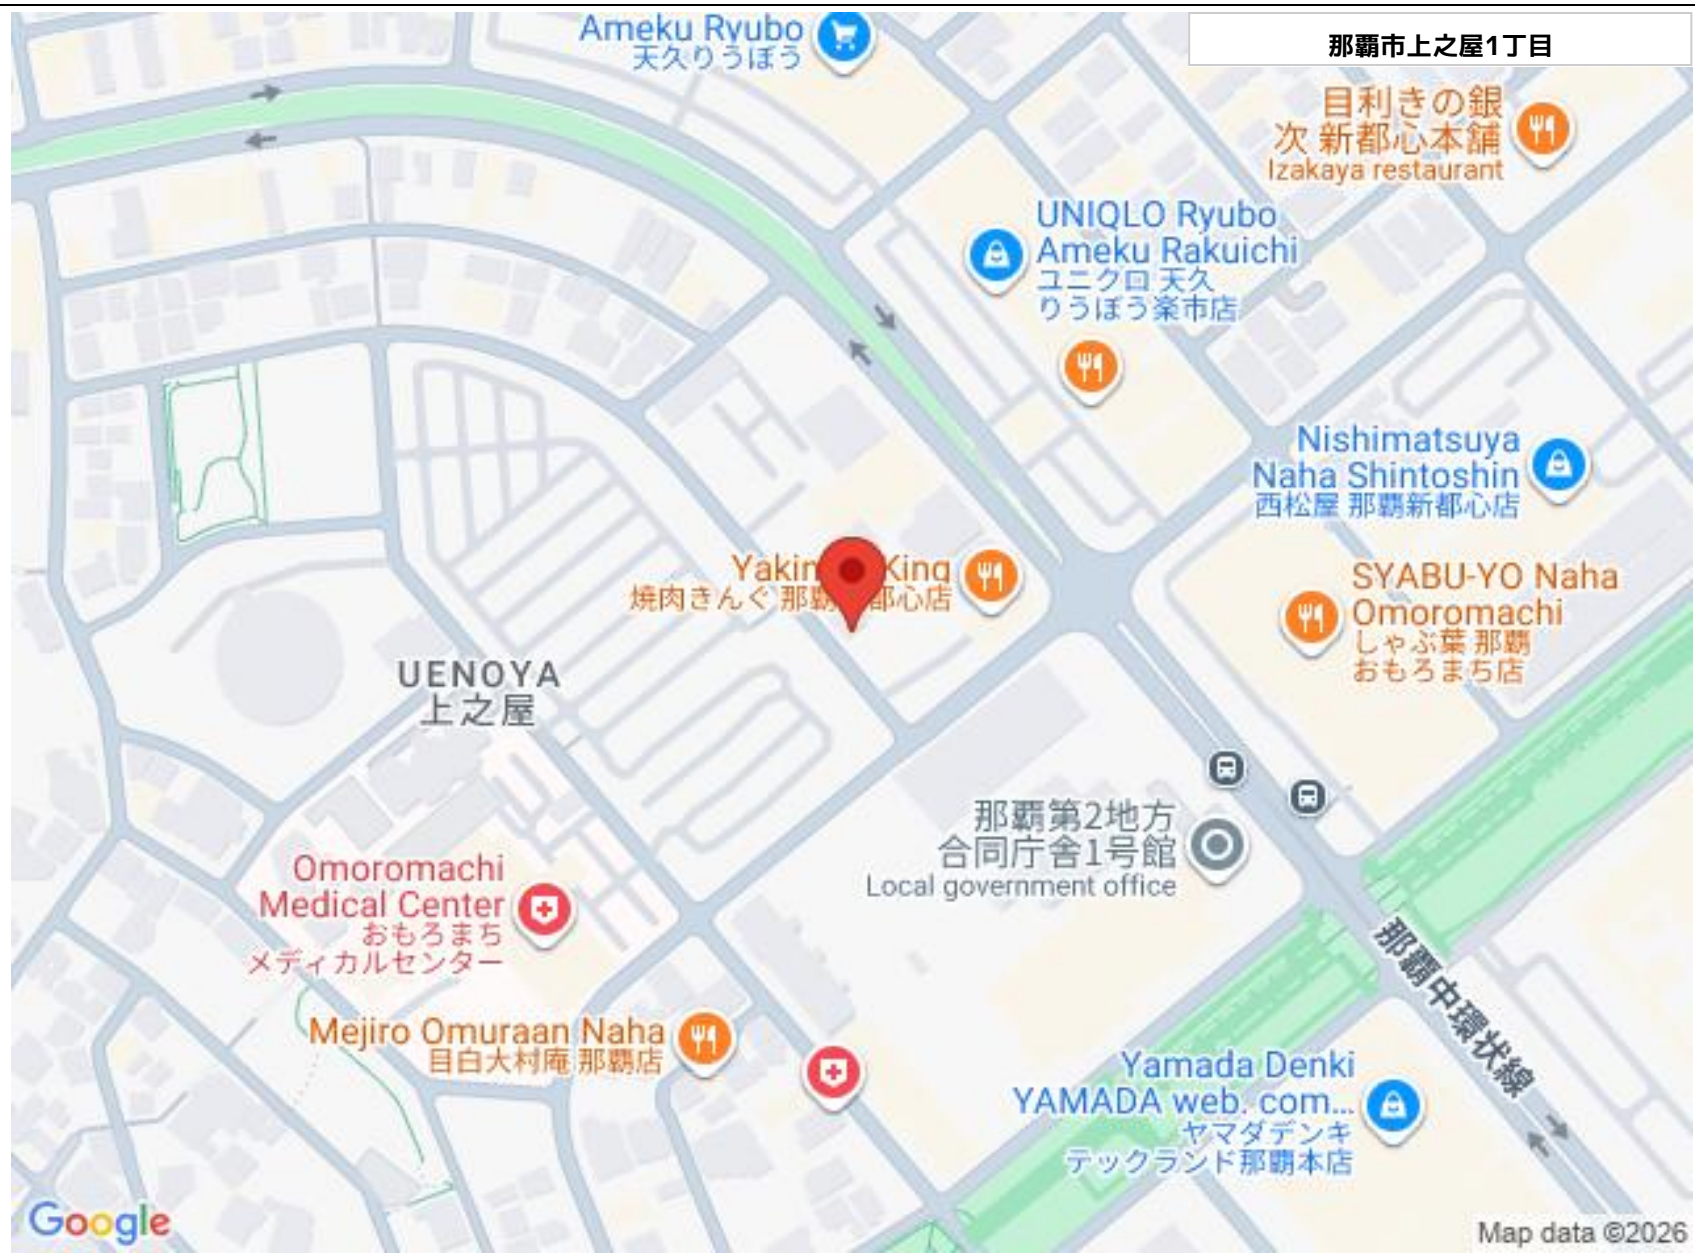 那覇市上之屋1丁目
Ameku Ryubo
天久りうぼう
目利きの銀
次 新都心本舗
Izakaya restaurant
UNIQLO Ryubo
Ameku Rakuichi
ユニクロ 天久
りうぼう楽市店
Nishimatsuya
Naha Shintoshin
西松屋 那覇新都心店
King
焼肉きんぐ 那覇
都心店
SYABU-YO Naha
Omoromachi
しゃぶ葉 那覇
おもろまち店
UENOYA
上之屋
那覇第2地方
合同庁舎1号館
Local government office
Omoromachi
Medical Center
おもろまち
メディカルセンター
那覇中環状線
Mejiro Omuraan Naha
目白大村庵 那覇店
Yamada Denki
YAMADA web. com...
ヤマダデンキ
テックランド那覇本店
Google
Map data ©2026